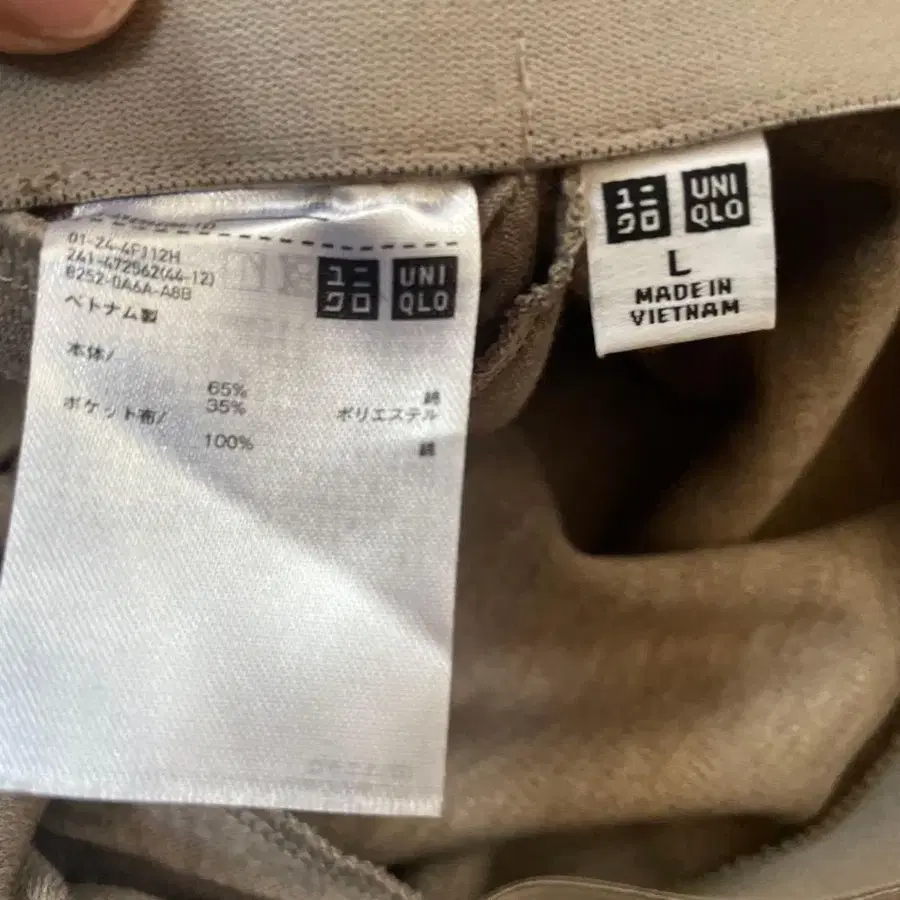 01-24-4F112H
241-472562(44-12)
8252-0A6A-A8B
ベトナム製
ユニ UNI
クロ QLO
本体/
65% 綿
35% ポリエステル
ポケット布/
100% 綿
ユニ UNI
クロ QLO
L
MADE IN
VIETNAM